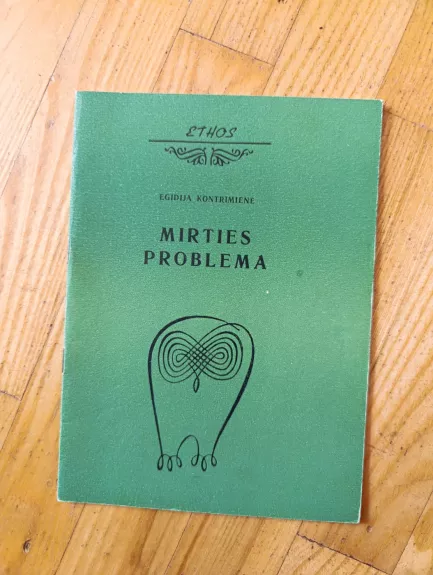 ETHOS
EGIDIJA KONTRIMIENĖ
MIRTIES
PROBLEMA